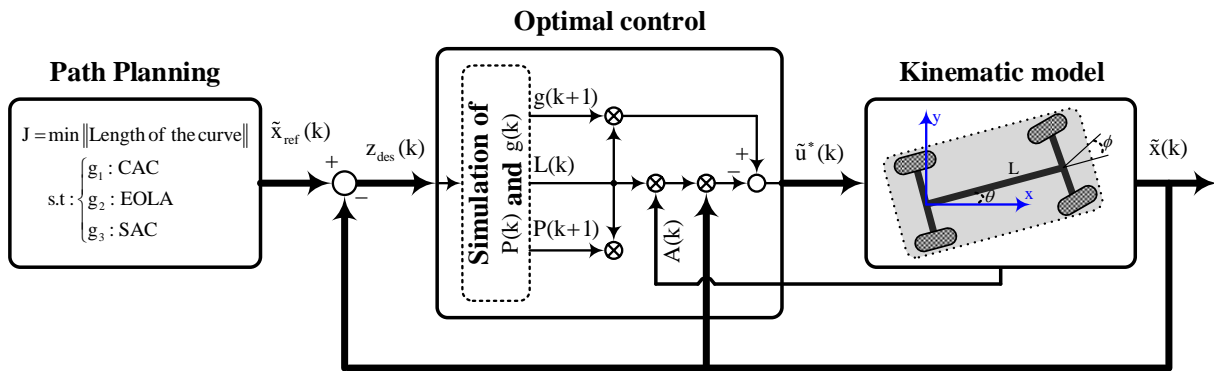 Optimal control
Path Planning
Kinematic model
J = min ||Length of the curve||
s.t : { g₁ : CAC
g₂ : EOLA
g₃ : SAC
x̃ref(k)
+
−
zdes(k)
Simulation of
P(k) and g(k)
g(k+1)
L(k)
P(k+1)
A(k)
+
−
ũ*(k)
y
x
L
θ
ϕ
x̃(k)